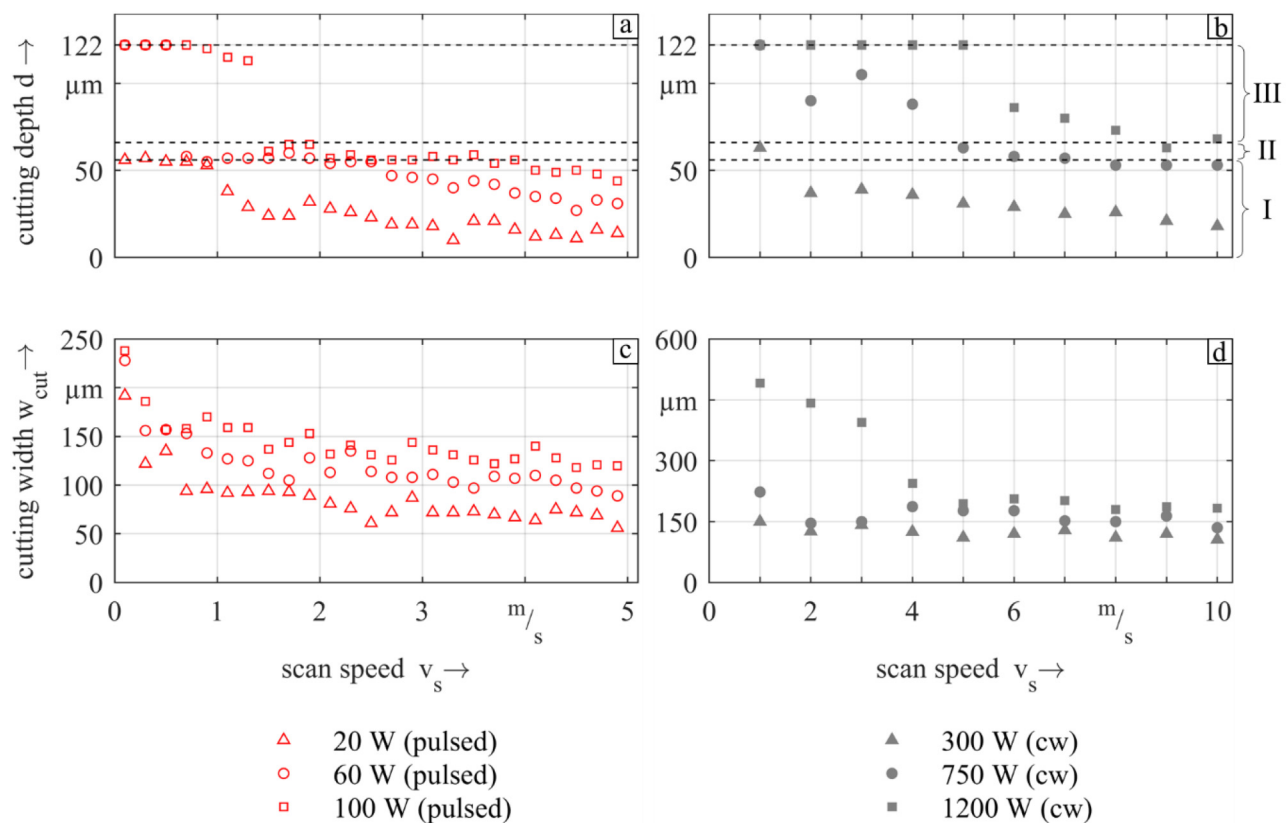 a
b
122
µm
50
0
cutting depth d →
122
µm
50
0
III
II
I
c
d
250
µm
150
100
50
0
cutting width w_cut →
600
µm
300
150
0
0 1 2 3 m/s 5
0 2 4 6 m/s 10
scan speed v_s →
scan speed v_s →
20 W (pulsed)
60 W (pulsed)
100 W (pulsed)
300 W (cw)
750 W (cw)
1200 W (cw)